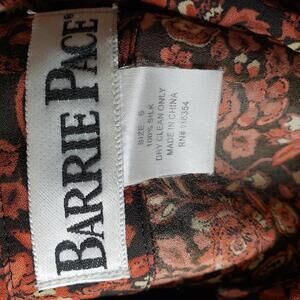 BARRIE PACE®
SIZE: 6
100% SILK
DRY CLEAN ONLY
MADE IN CHINA